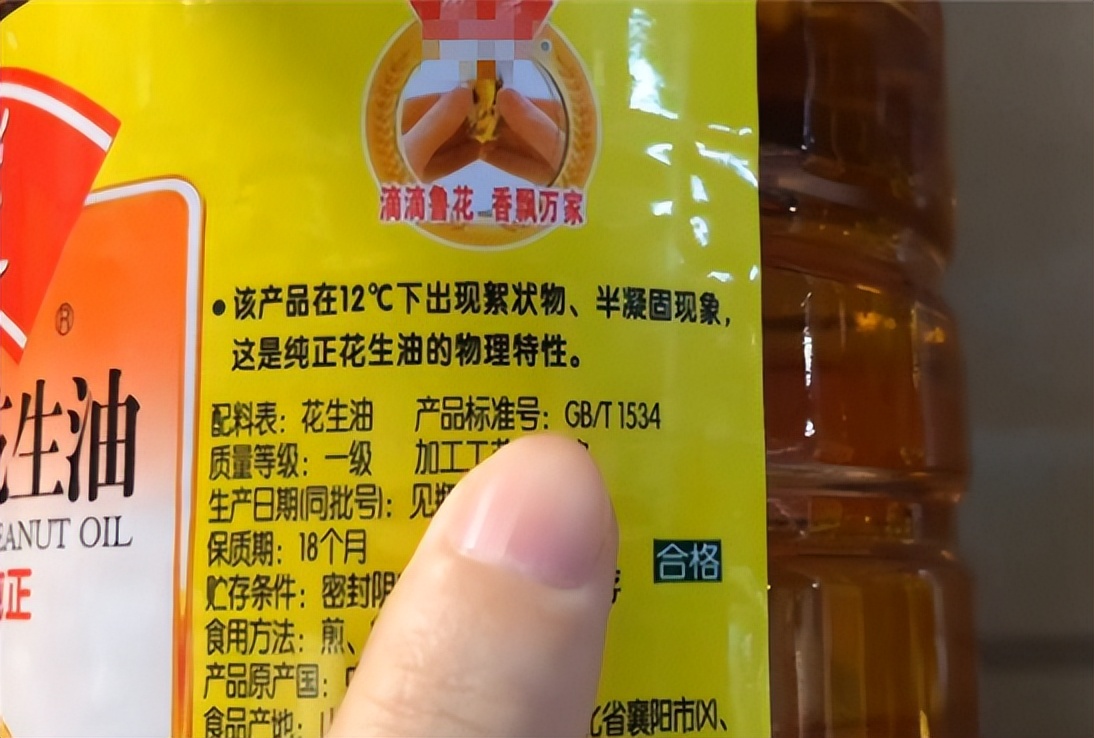 滴滴鲁花 香飘万家
®
• 该产品在12℃下出现絮状物、半凝固现象，
这是纯正花生油的物理特性。
生油
EANUT OIL
正
配料表：花生油 产品标准号：GB/T 1534
质量等级：一级 加工工
生产日期(同批号)：见
保质期：18个月
合格
贮存条件：密封
食用方法：煎、
产品原产国：
食品产地： 省襄阳市(X)、